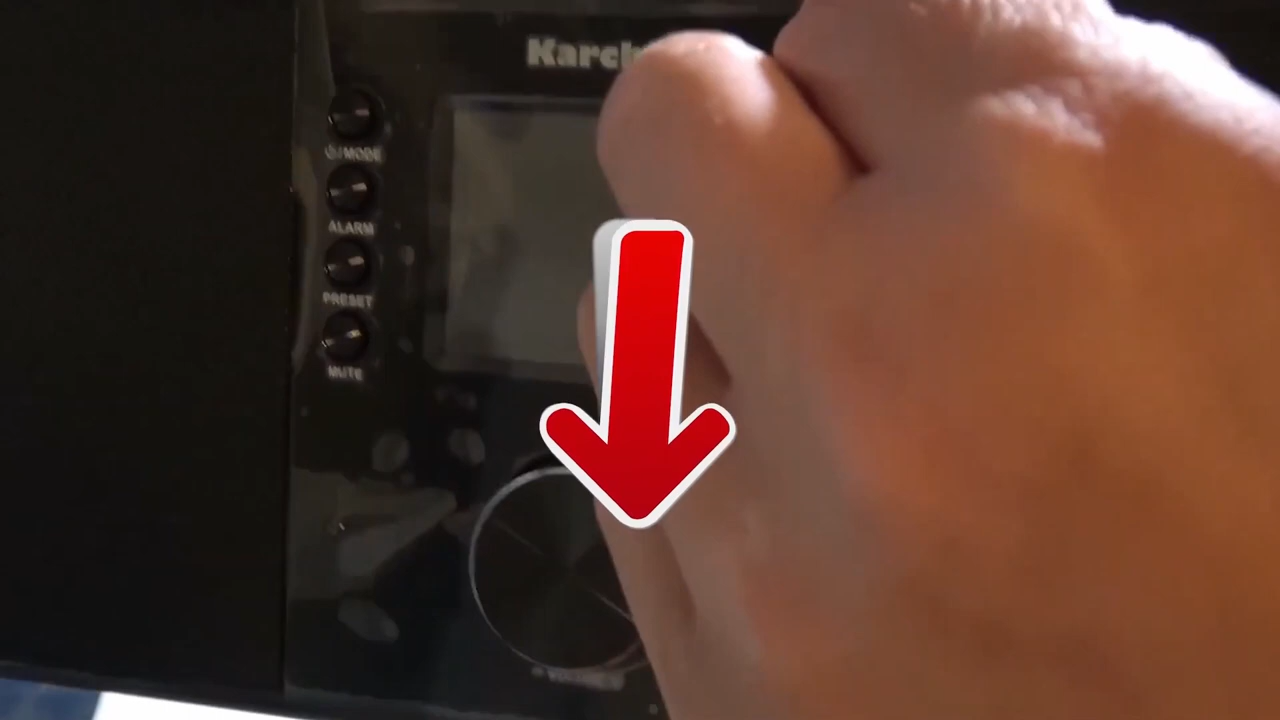 Karch
⏻/MODE
ALARM
PRESET
MUTE